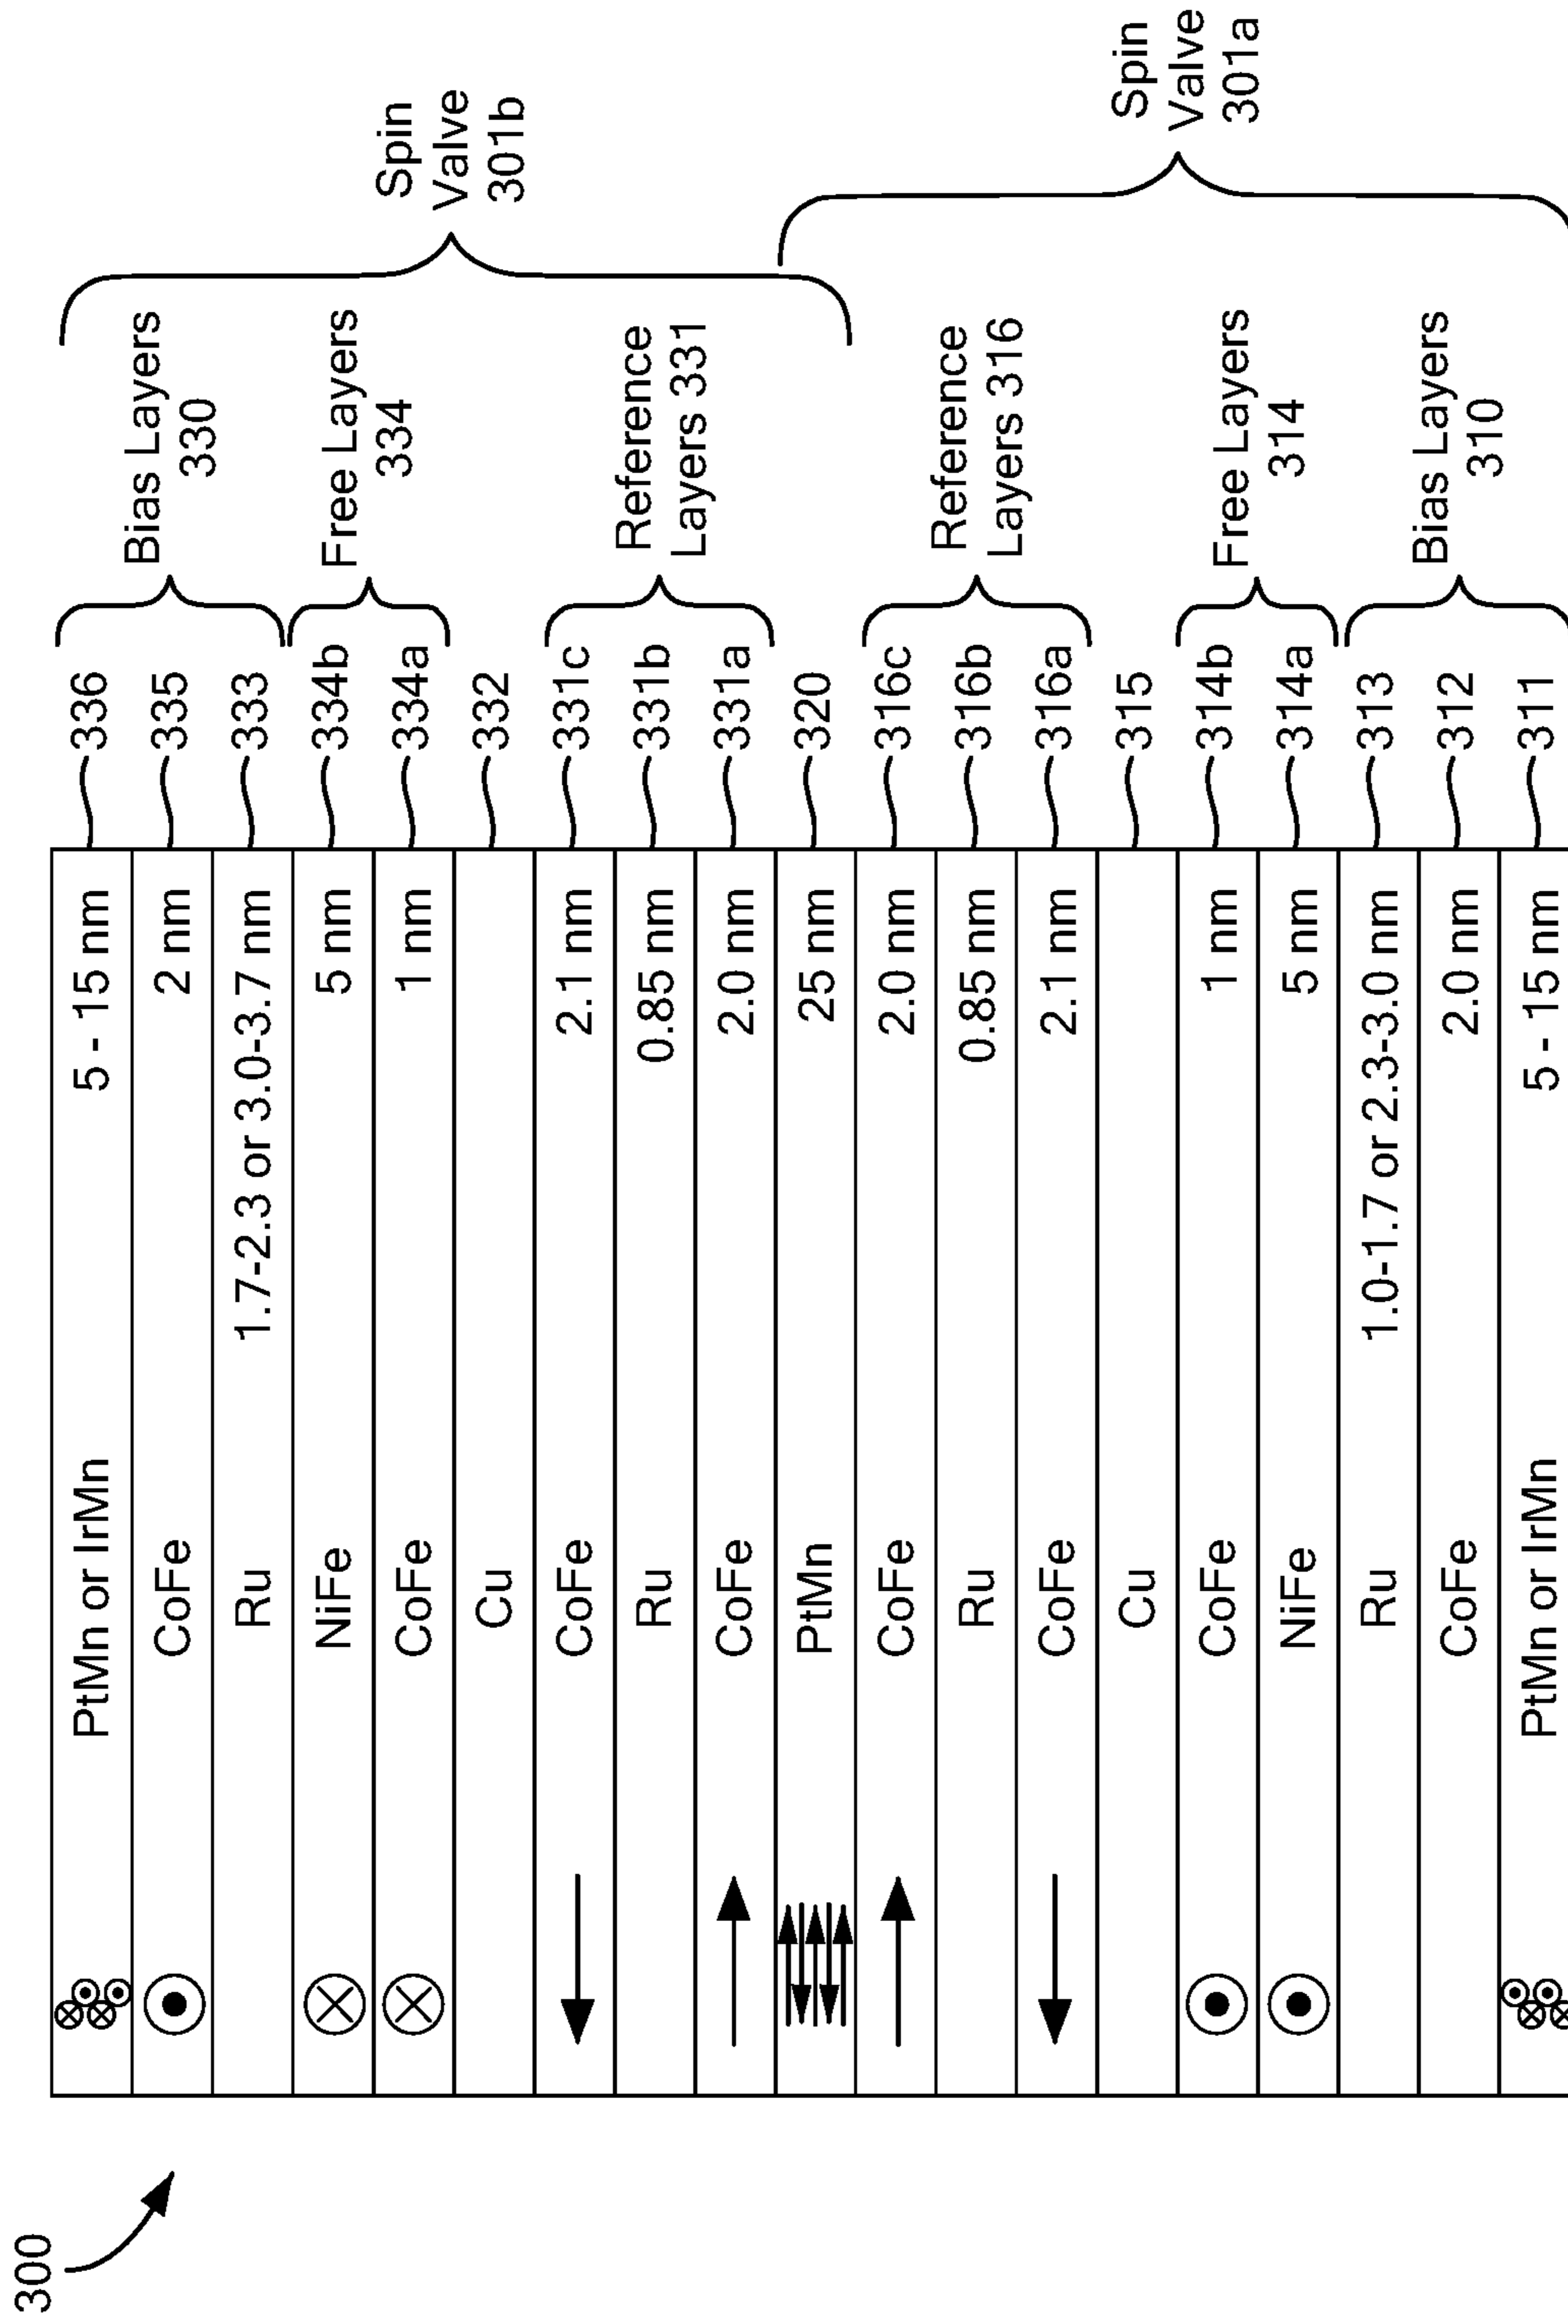 300
PtMn or IrMn 5 - 15 nm 336
CoFe 2 nm 335
Ru 1.7-2.3 or 3.0-3.7 nm 333
NiFe 5 nm 334b
CoFe 1 nm 334a
Cu 332
CoFe 2.1 nm 331c
Ru 0.85 nm 331b
CoFe 2.0 nm 331a
PtMn 25 nm 320
CoFe 2.0 nm 316c
Ru 0.85 nm 316b
CoFe 2.1 nm 316a
Cu 315
CoFe 1 nm 314b
NiFe 5 nm 314a
Ru 1.0-1.7 or 2.3-3.0 nm 313
CoFe 2.0 nm 312
PtMn or IrMn 5 - 15 nm 311
Bias Layers
330
Free Layers
334
Reference
Layers 331
Reference
Layers 316
Free Layers
314
Bias Layers
310
Spin
Valve
301b
Spin
Valve
301a